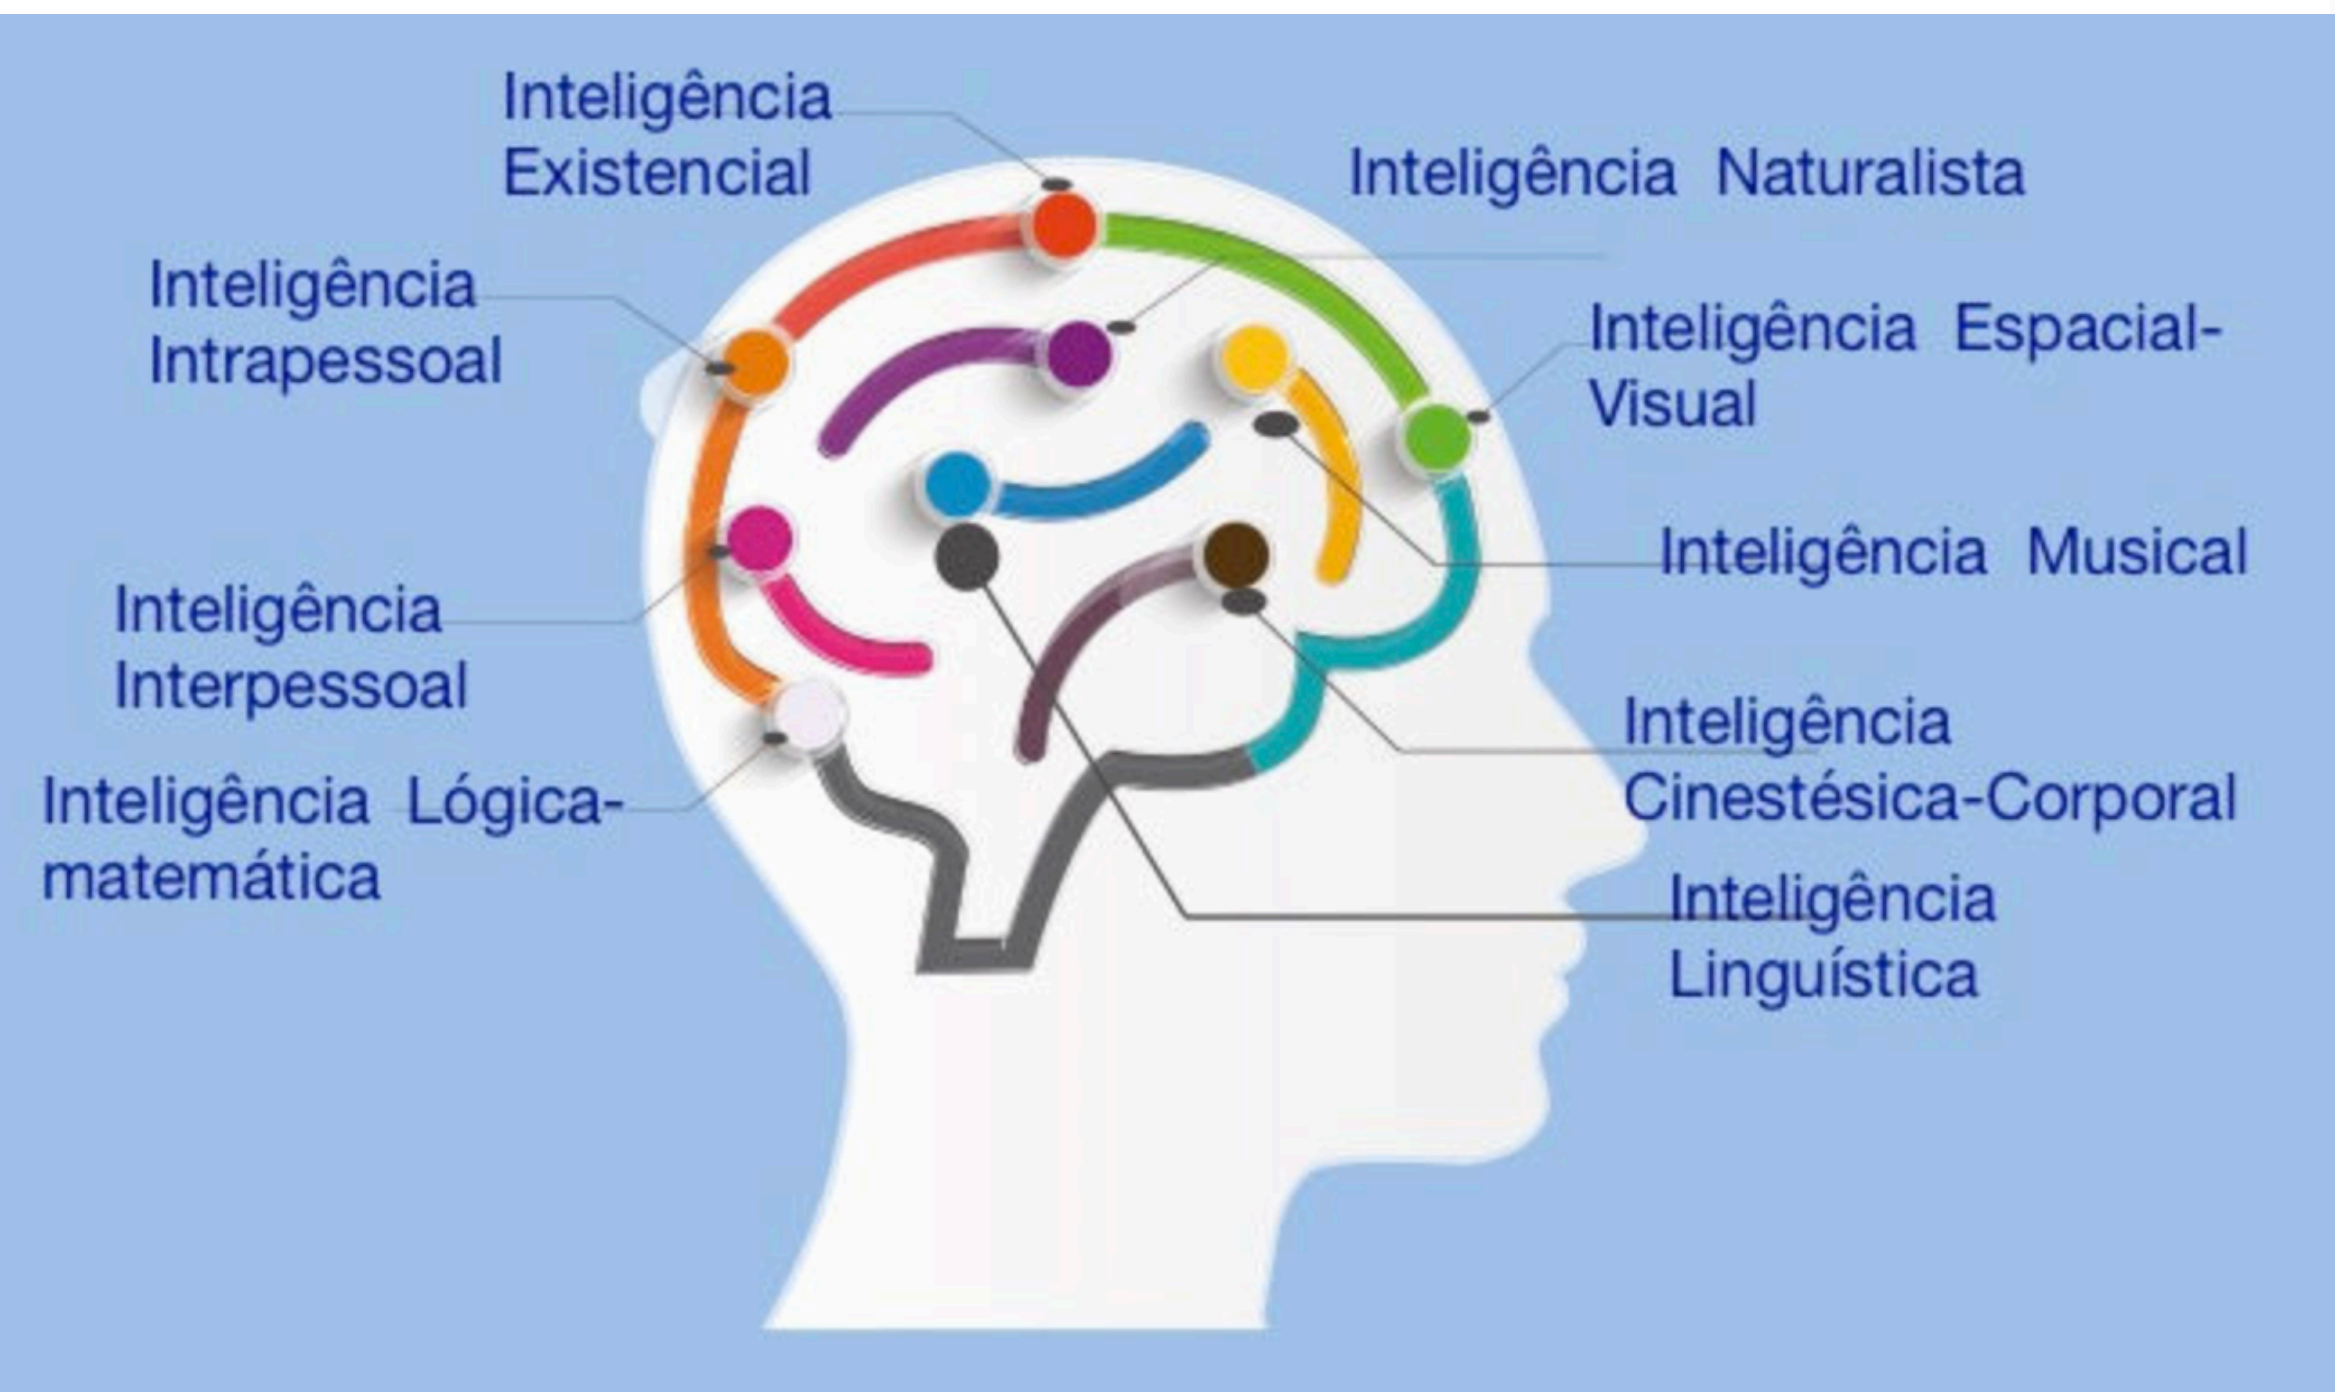 Inteligência
Existencial
Inteligência Naturalista
Inteligência
Intrapessoal
Inteligência Espacial-
Visual
Inteligência Musical
Inteligência
Interpessoal
Inteligência
Cinestésica-Corporal
Inteligência Lógica-
matemática
Inteligência
Linguística